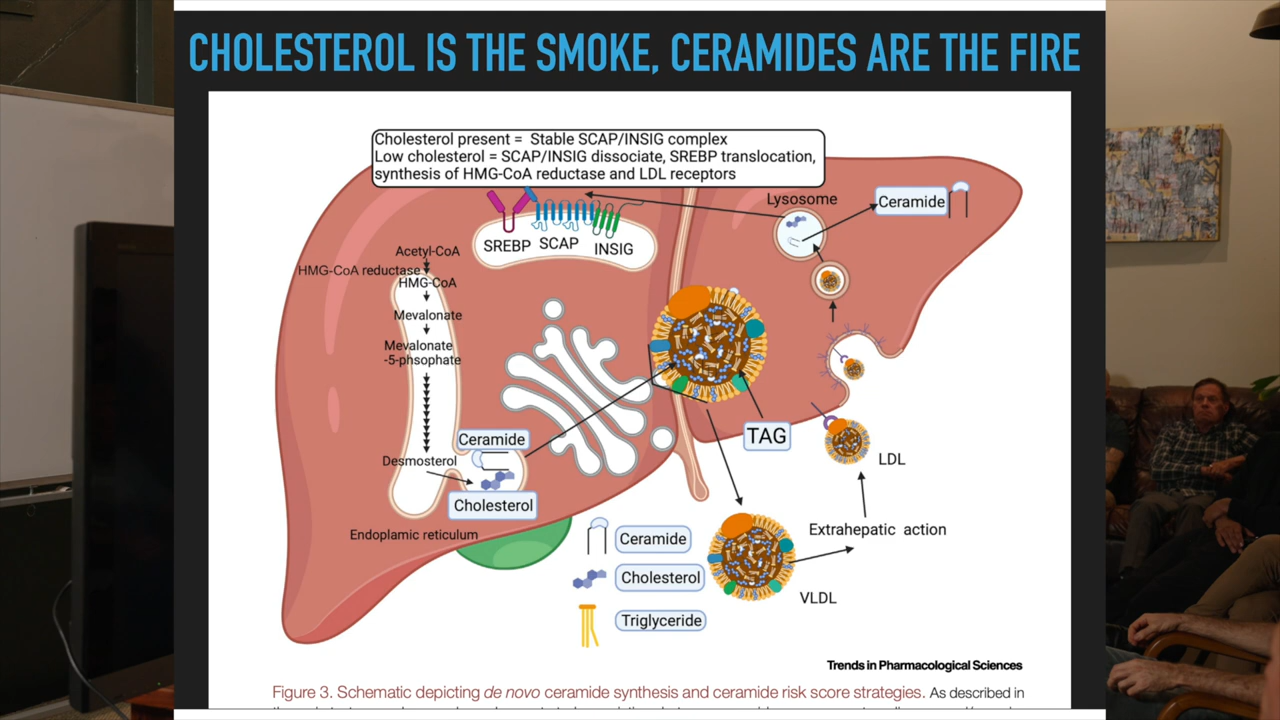 CHOLESTEROL IS THE SMOKE, CERAMIDES ARE THE FIRE
Cholesterol present = Stable SCAP/INSIG complex
Low cholesterol = SCAP/INSIG dissociate, SREBP translocation,
synthesis of HMG-CoA reductase and LDL receptors
Lysosome
Ceramide
SREBP
SCAP
INSIG
Acetyl-CoA
HMG-CoA reductase
HMG-CoA
Mevalonate
Mevalonate
-5-phsophate
TAG
Ceramide
Desmosterol
Cholesterol
LDL
Endoplamic reticulum
Extrahepatic action
Ceramide
Cholesterol
VLDL
Triglyceride
Trends in Pharmacological Sciences
Figure 3. Schematic depicting de novo ceramide synthesis and ceramide risk score strategies. As described in